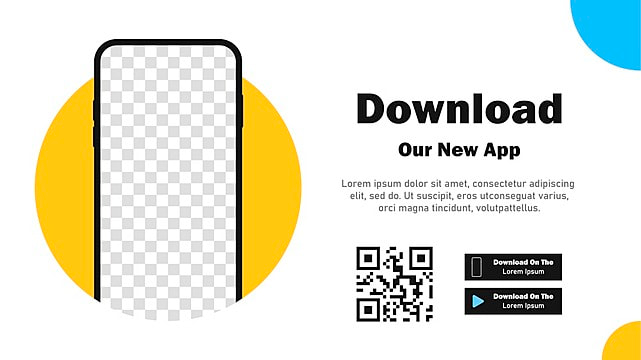 Download
Our New App
Lorem ipsum dolor sit amet, consectetur adipiscing
elit, sed do. Ut suscipit, eros utconseguat varius,
orci magna tincidunt, volutpattellus.
Download On The
Lorem Ipsum
Download On The
Lorem Ipsum